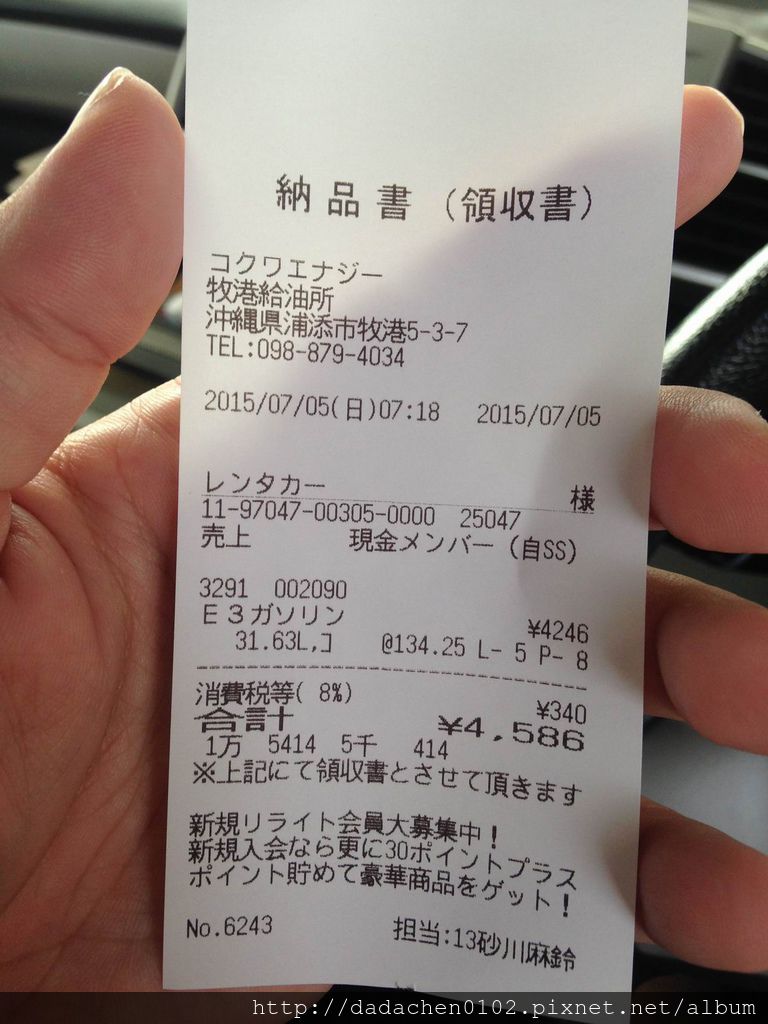 納品書（領収書）
コクワエナジー
牧港給油所
沖縄県浦添市牧港5-3-7
TEL:098-879-4034
2015/07/05(日)07:18 2015/07/05
レンタカー 様
11-97047-00305-0000 25047
売上 現金メンバー（自SS）
3291 002090
Ｅ３ガソリン ¥4246
31.63L,コ @134.25 L- 5 P- 8
消費税等( 8%) ¥340
合計 ¥4,586
1万 5414 5千 414
※上記にて領収書とさせて頂きます
新規リライト会員大募集中！
新規入会なら更に30ポイントプラス
ポイント貯めて豪華商品をゲット！
No.6243 担当:13砂川麻鈴
http://dadachen0102.pixnet.net/album